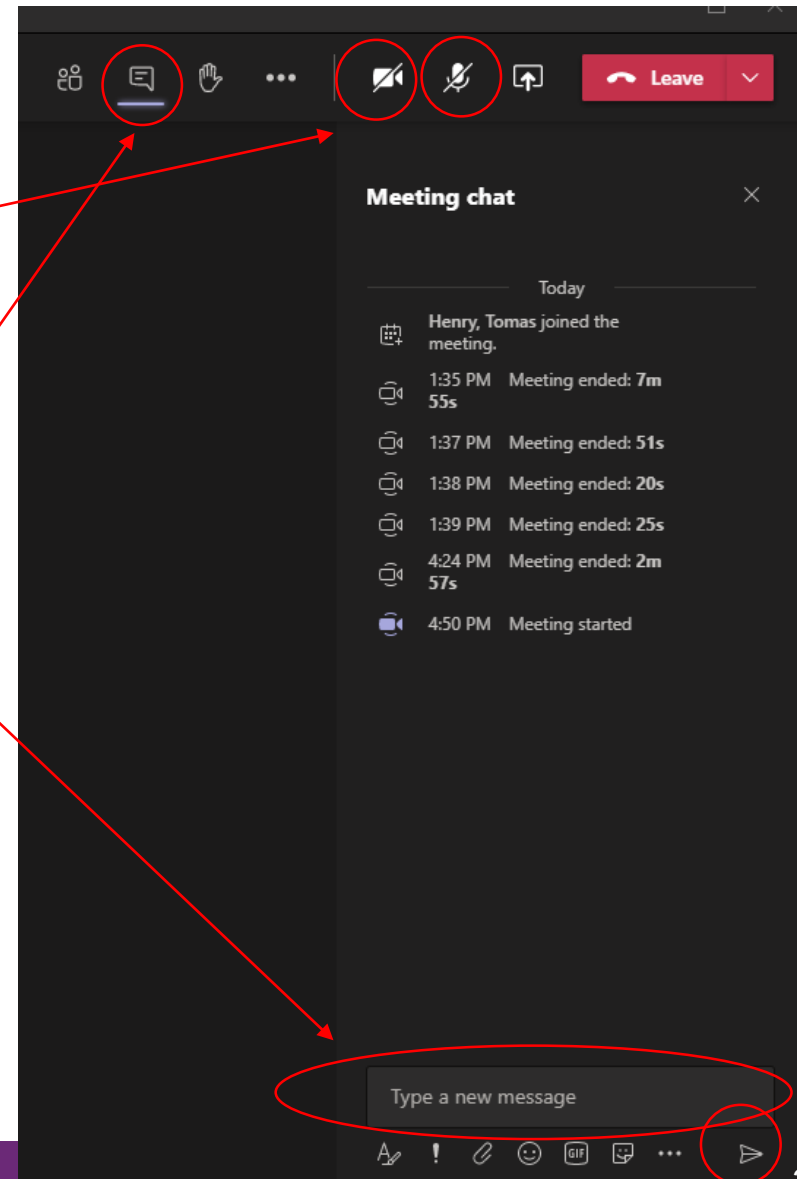 Leave
Meeting chat
Today
Henry, Tomas joined the
meeting.
1:35 PM Meeting ended: 7m
55s
1:37 PM Meeting ended: 51s
1:38 PM Meeting ended: 20s
1:39 PM Meeting ended: 25s
4:24 PM Meeting ended: 2m
57s
4:50 PM Meeting started
Type a new message
GIF